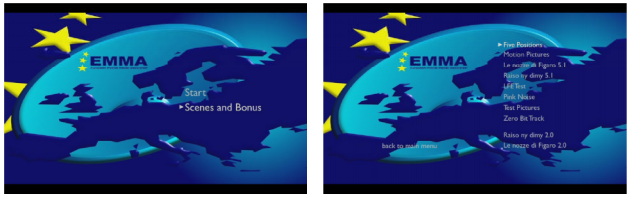 EMMA
Start
▸Scenes and Bonus
EMMA
▸Five Positions
Motion Pictures
Le nozze di Figaro 5.1
Raiso ny dimy 5.1
LFE Test
Pink Noise
Test Pictures
Zero Bit Track
Raiso ny dimy 2.0
Le nozze di Figaro 2.0
back to main menu